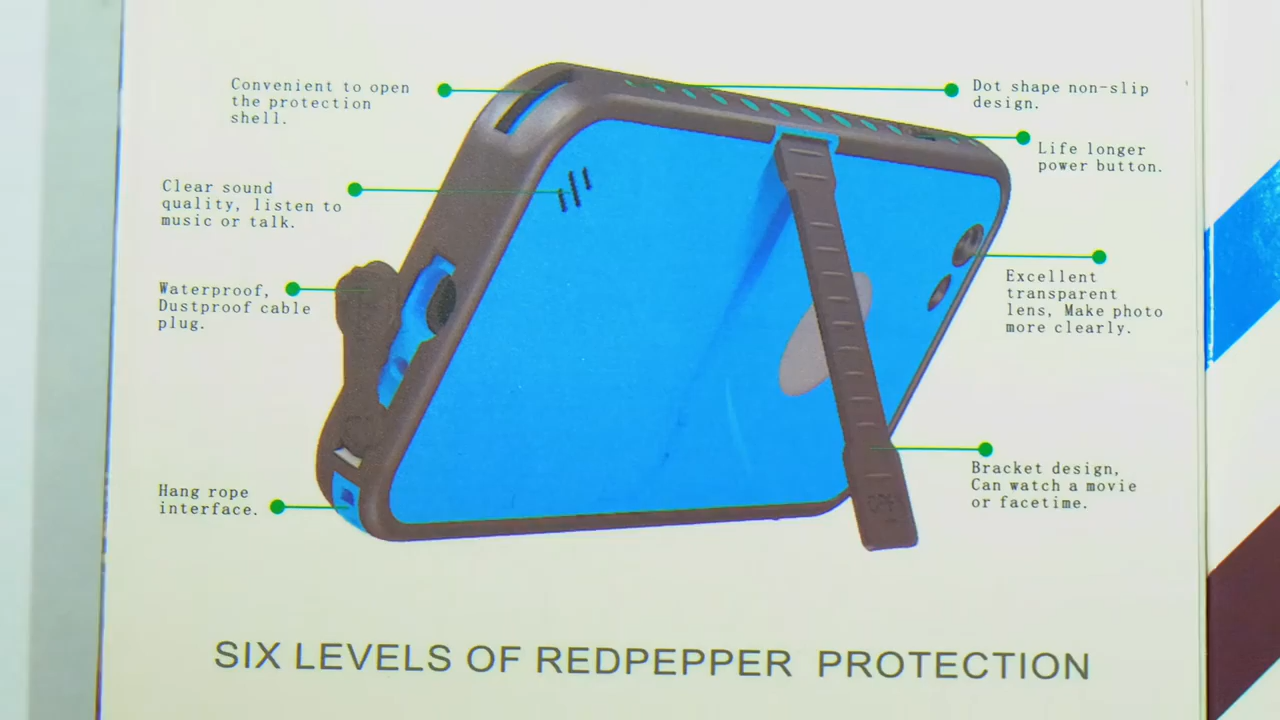 Convenient to open
the protection
shell.
Dot shape non-slip
design.
Life longer
power button.
Clear sound
quality, listen to
music or talk.
Excellent
transparent
lens, Make photo
more clearly.
Waterproof,
Dustproof cable
plug.
Bracket design,
Can watch a movie
or facetime.
Hang rope
interface.
SIX LEVELS OF REDPEPPER PROTECTION